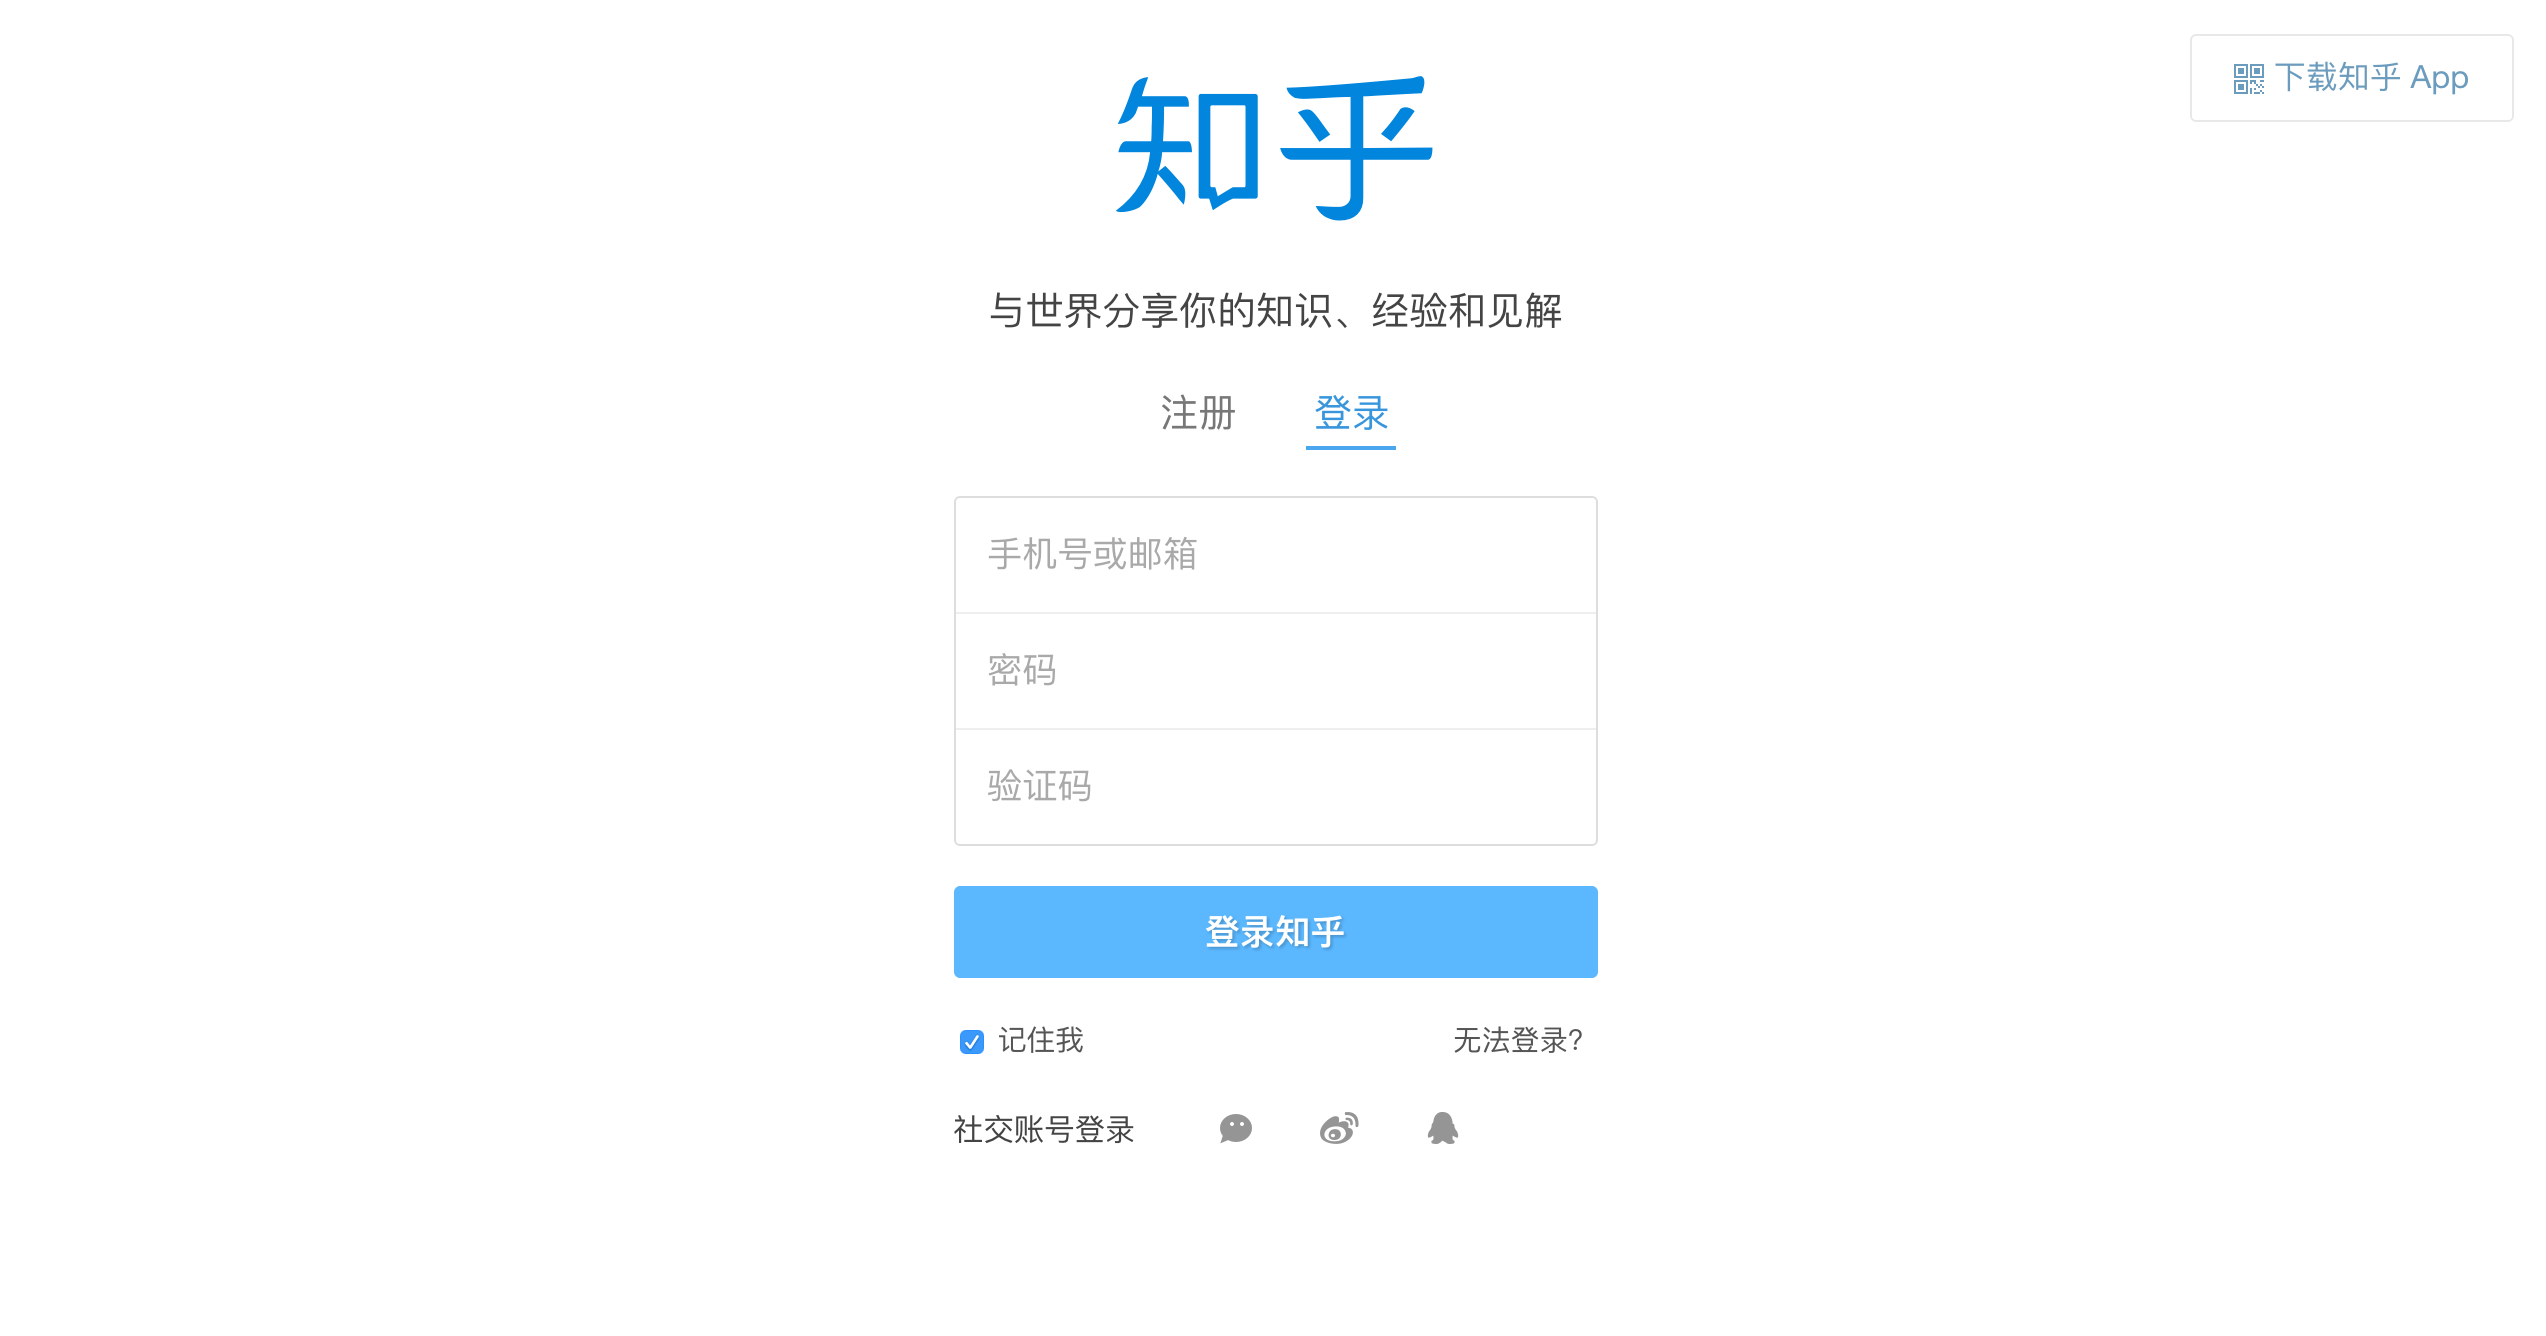 下载知乎 App
知乎
与世界分享你的知识、经验和见解
注册 登录
手机号或邮箱
密码
验证码
登录知乎
记住我 无法登录?
社交账号登录